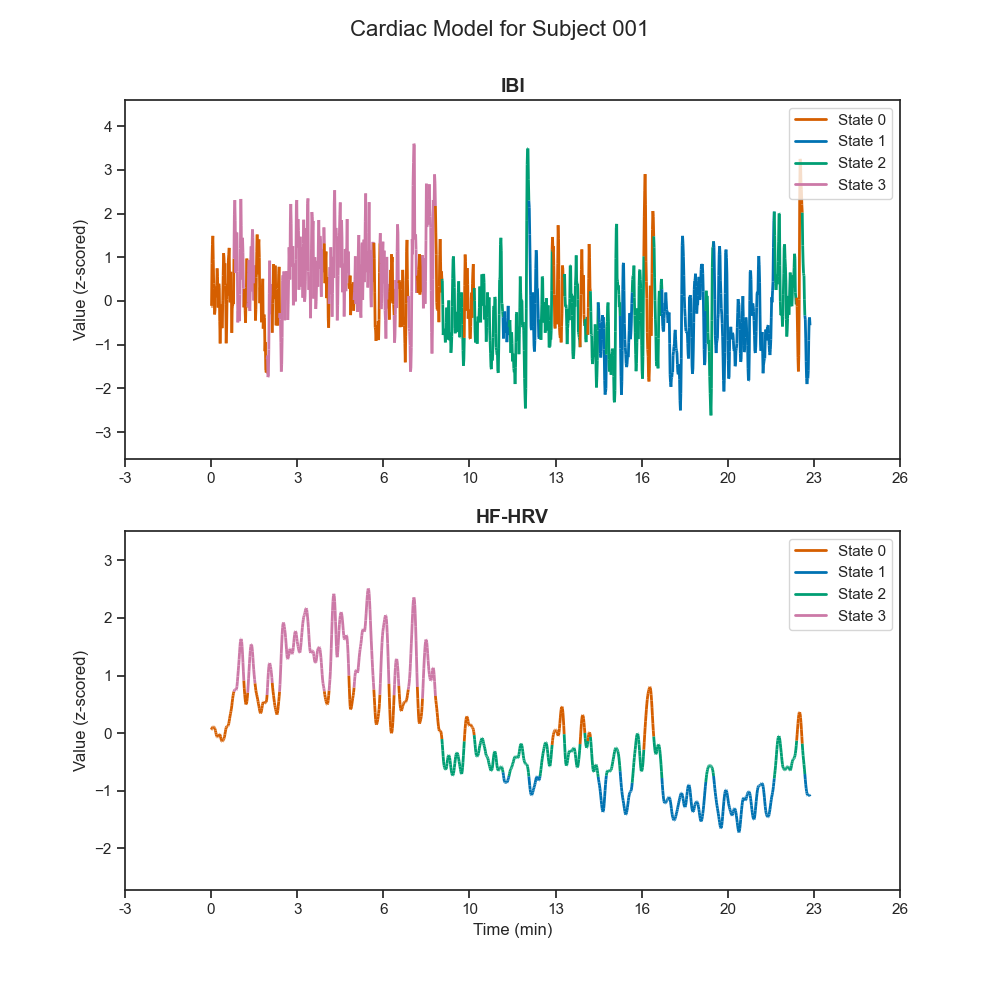 Cardiac Model for Subject 001
IBI
Value (z-scored)
4
3
2
1
0
−1
−2
−3
State 0
State 1
State 2
State 3
-3 0 3 6 10 13 16 20 23 26
HF-HRV
Value (z-scored)
3
2
1
0
−1
−2
State 0
State 1
State 2
State 3
-3 0 3 6 10 13 16 20 23 26
Time (min)